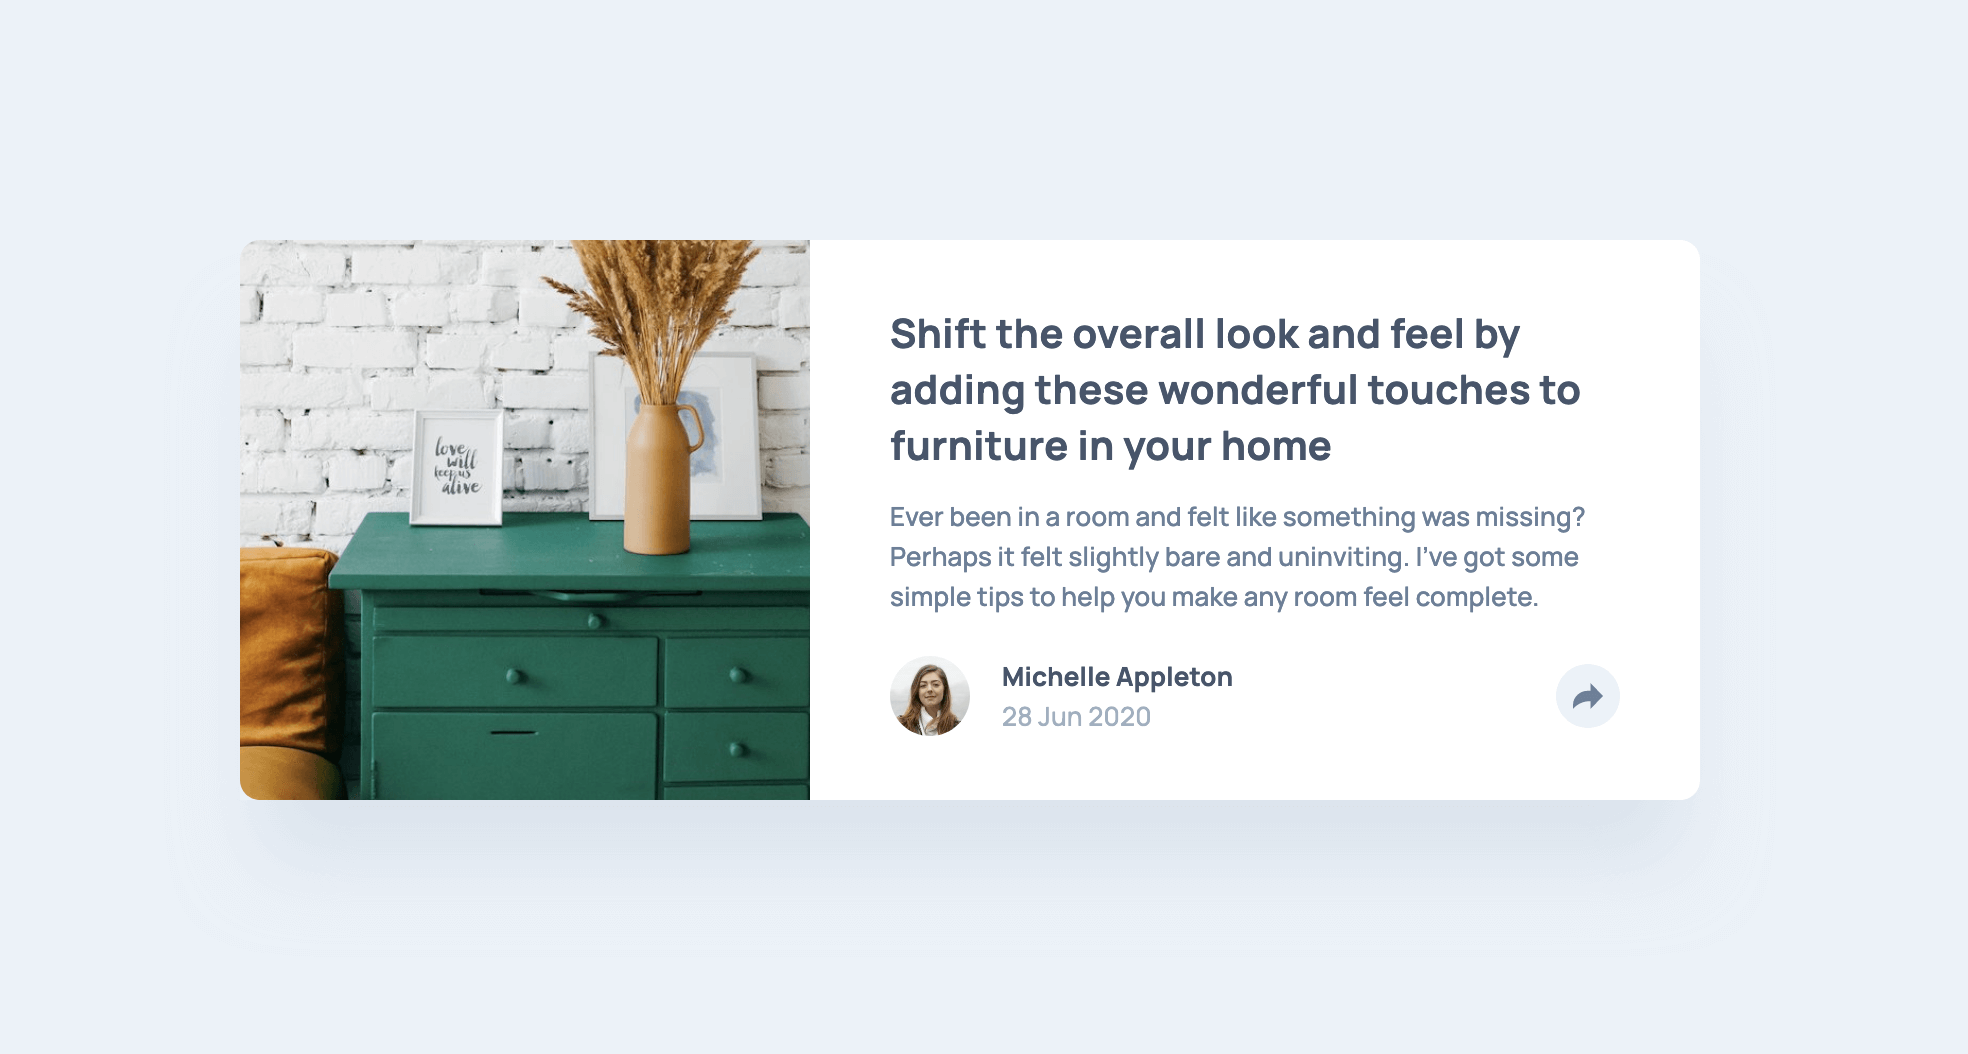 love
will
keep us
alive
Shift the overall look and feel by
adding these wonderful touches to
furniture in your home
Ever been in a room and felt like something was missing?
Perhaps it felt slightly bare and uninviting. I’ve got some
simple tips to help you make any room feel complete.
Michelle Appleton
28 Jun 2020